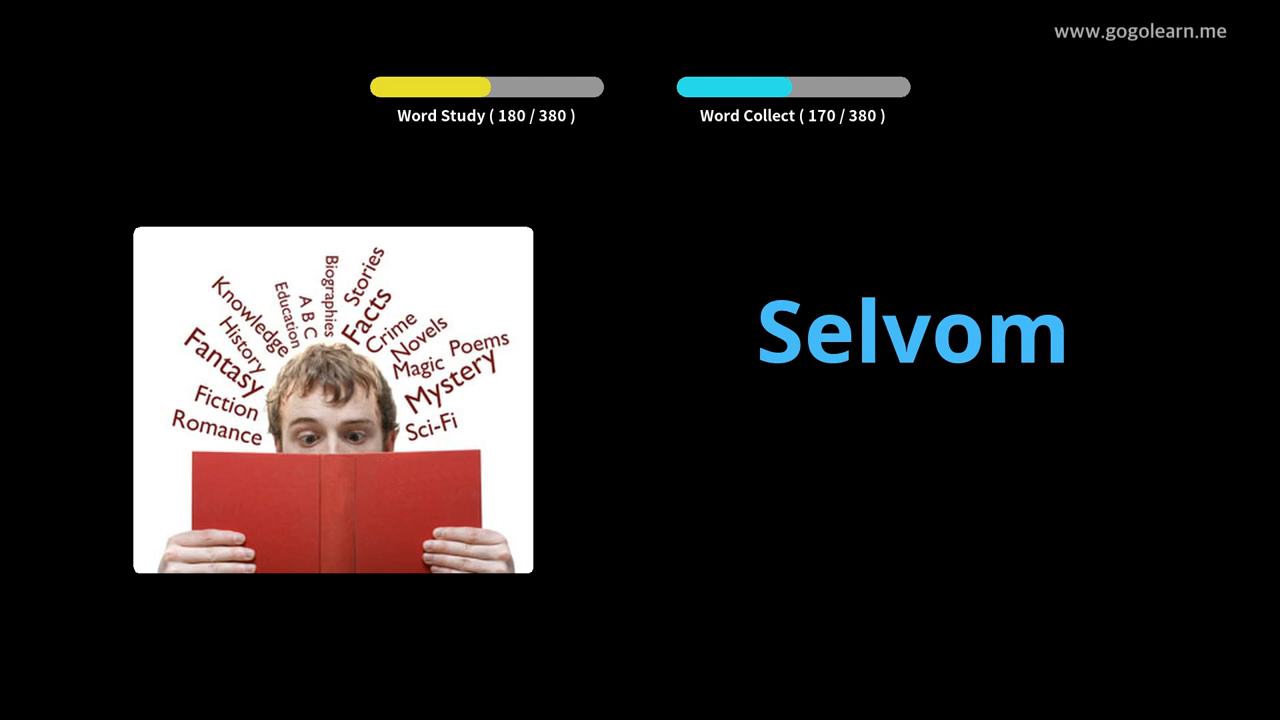 www.gogolearn.me
Word Study ( 180 / 380 )
Word Collect ( 170 / 380 )
Selvom
Romance
Fiction
Fantasy
History
Knowledge
Education
A B C
Biographies
Stories
Facts
Crime
Novels
Poems
Magic
Mystery
Sci-Fi